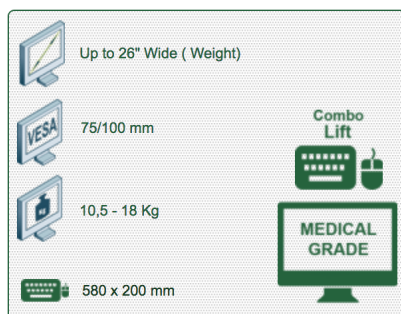 Up to 26" Wide ( Weight)
VESA
75/100 mm
Combo
Lift
KG
10,5 - 18 Kg
MEDICAL
GRADE
580 x 200 mm